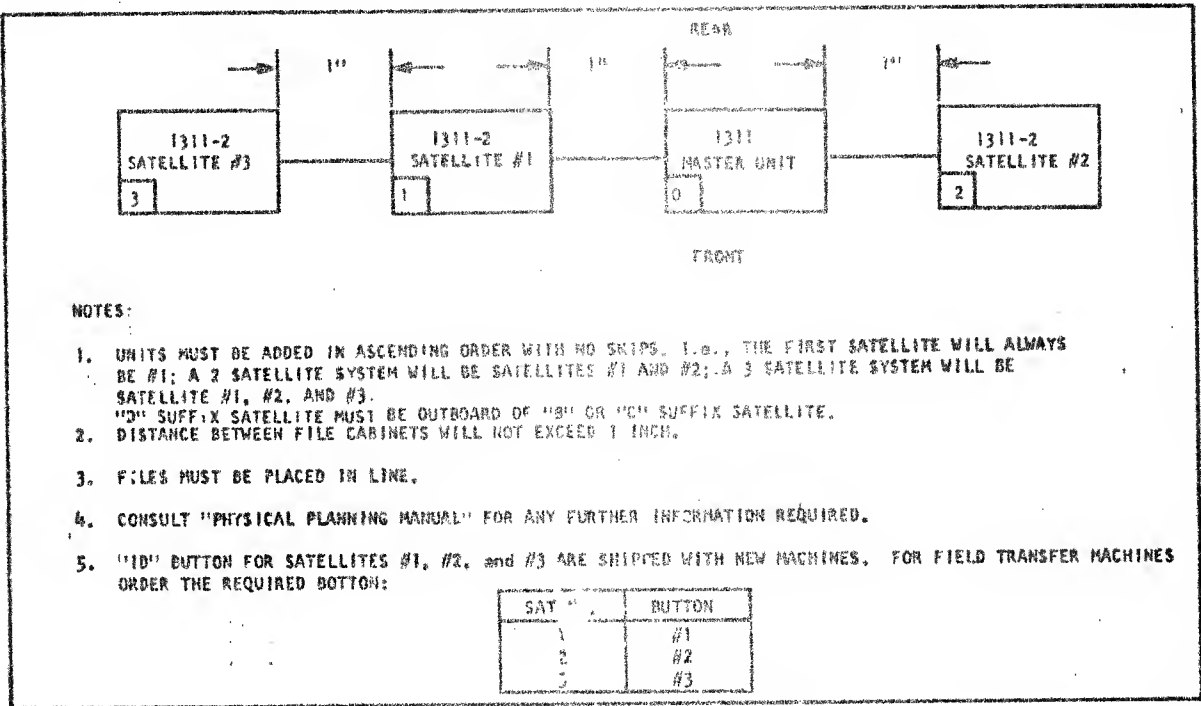 REAR
1" 1" 1"
1311-2 1311-2 1311 1311-2
SATELLITE #3 SATELLITE #1 MASTER UNIT SATELLITE #2
3 1 0 2
FRONT
NOTES:
1. UNITS MUST BE ADDED IN ASCENDING ORDER WITH NO SKIPS. I.e., THE FIRST SATELLITE WILL ALWAYS
BE #1; A 2 SATELLITE SYSTEM WILL BE SATELLITES #1 AND #2; A 3 SATELLITE SYSTEM WILL BE
SATELLITE #1, #2, AND #3.
"D" SUFFIX SATELLITE MUST BE OUTBOARD OF "B" OR "C" SUFFIX SATELLITE.
2. DISTANCE BETWEEN FILE CABINETS WILL NOT EXCEED 1 INCH.
3. FILES MUST BE PLACED IN LINE.
4. CONSULT "PHYSICAL PLANNING MANUAL" FOR ANY FURTHER INFORMATION REQUIRED.
5. "ID" BUTTON FOR SATELLITES #1, #2, and #3 ARE SHIPPED WITH NEW MACHINES. FOR FIELD TRANSFER MACHINES
ORDER THE REQUIRED BOTTON:
SAT BUTTON
1 #1
2 #2
3 #3